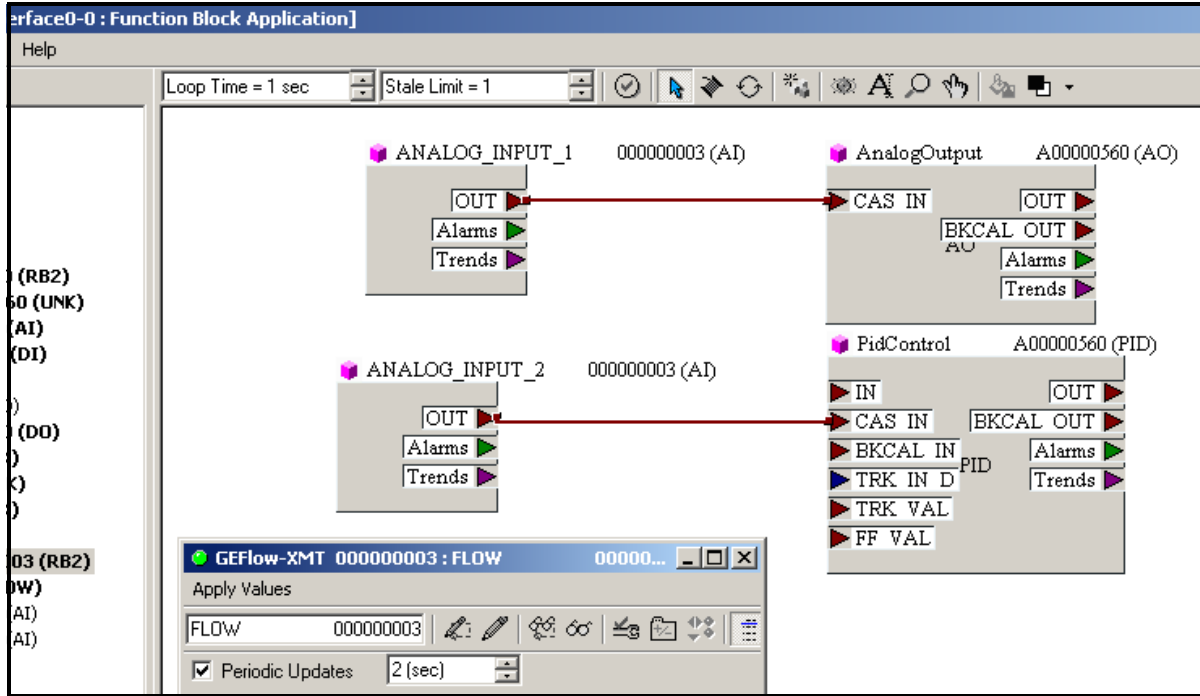 erface0-0 : Function Block Application]
Help
Loop Time = 1 sec
Stale Limit = 1
ANALOG_INPUT_1 000000003 (AI)
OUT
Alarms
Trends
AnalogOutput A00000560 (AO)
CAS IN
OUT
BKCAL OUT
AO
Alarms
Trends
ANALOG_INPUT_2 000000003 (AI)
OUT
Alarms
Trends
PidControl A00000560 (PID)
IN
CAS IN
BKCAL IN
TRK IN D
TRK VAL
FF VAL
OUT
BKCAL OUT
PID
Alarms
Trends
(RB2)
60 (UNK)
(AI)
(DI)
(DO)
03 (RB2)
OW)
(AI)
(AI)
GEFlow-XMT 000000003 : FLOW 00000...
Apply Values
FLOW 000000003
Periodic Updates 2 (sec)